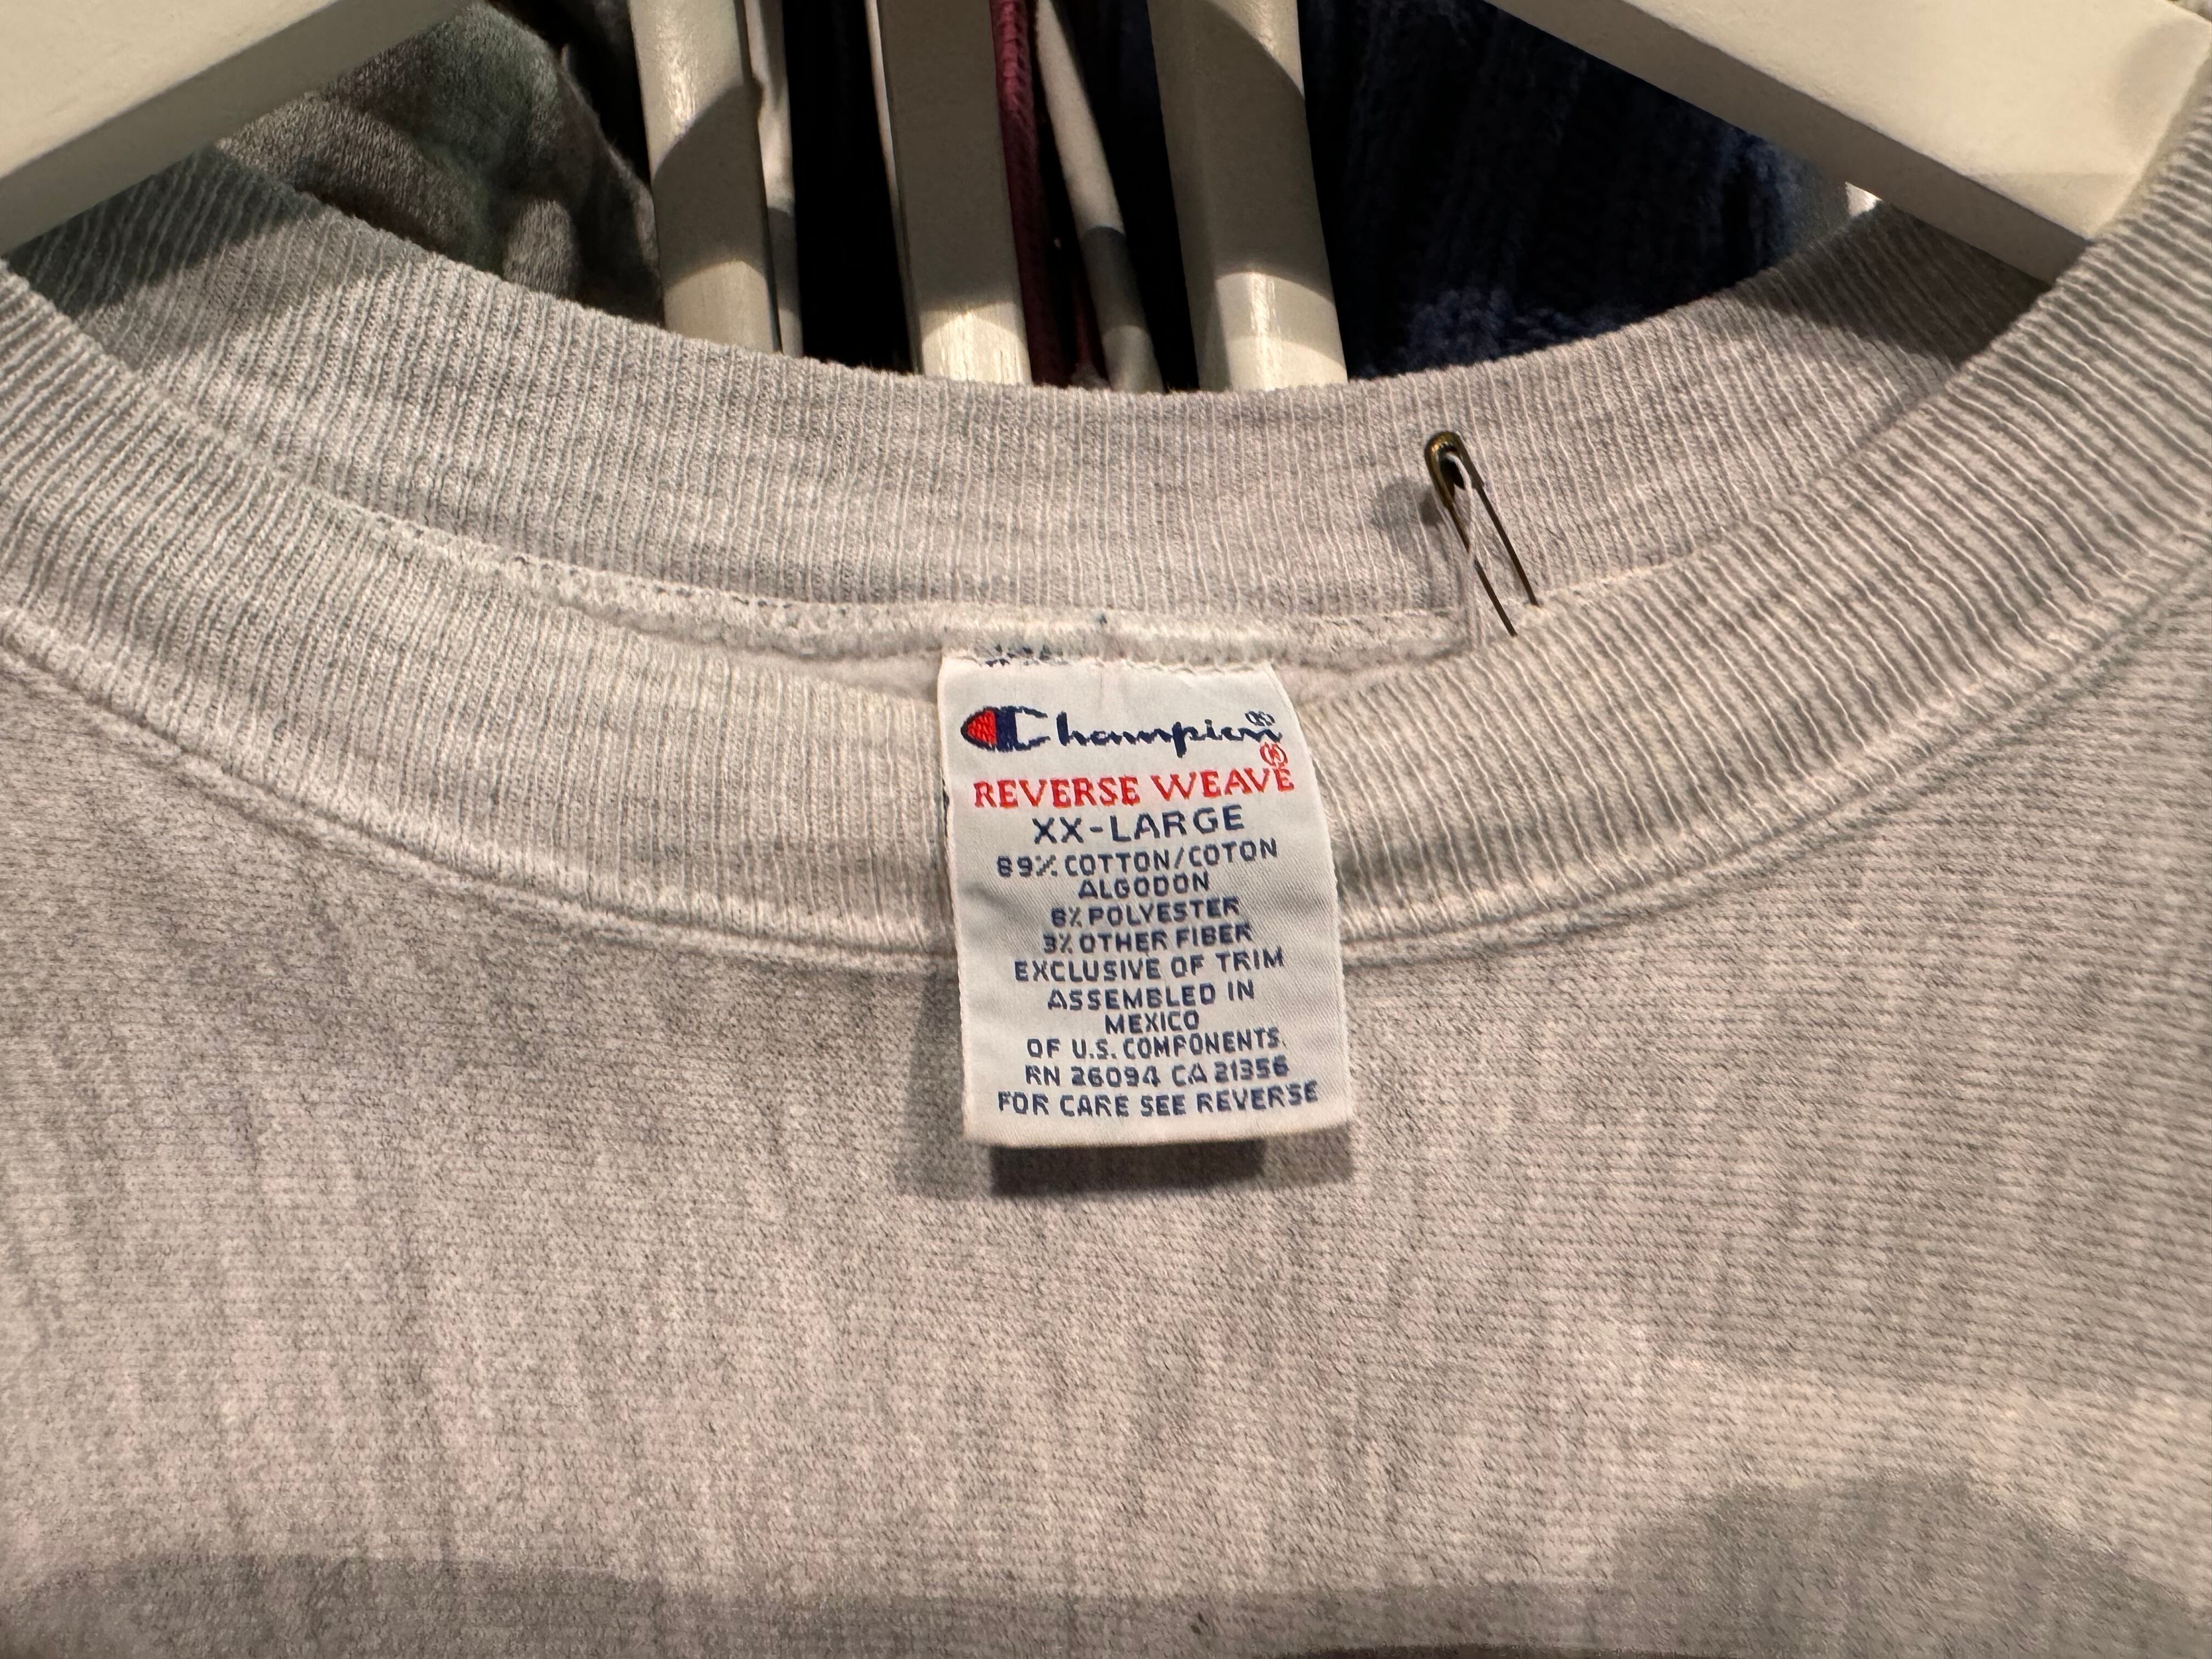 Champion®
®
REVERSE WEAVE
XX-LARGE
89% COTTON/COTON
ALGODON
8% POLYESTER
3% OTHER FIBER
EXCLUSIVE OF TRIM
ASSEMBLED IN
MEXICO
OF U.S. COMPONENTS.
RN 26094 CA 21356
FOR CARE SEE REVERSE